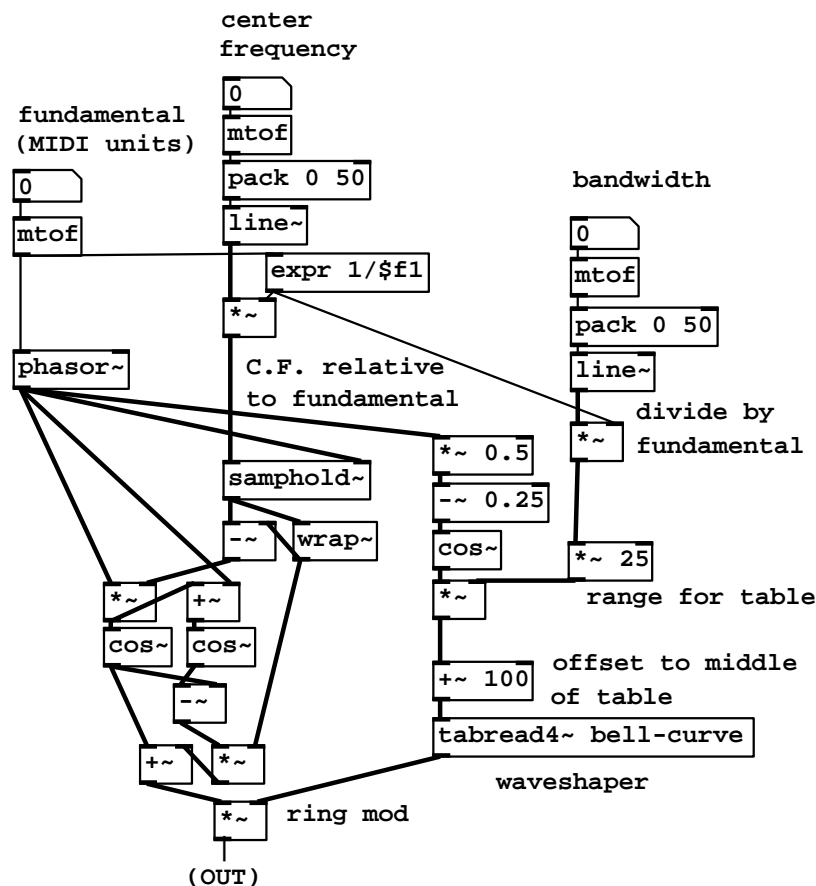 center
frequency
0
fundamental
(MIDI units)
mtof
0
pack 0 50
bandwidth
mtof
line~
0
expr 1/$f1
mtof
*~
pack 0 50
phasor~
C.F. relative
to fundamental
line~
divide by
fundamental
*~
*~ 0.5
samphold~
-~ 0.25
-~
wrap~
cos~
*~ 25
*~
+~
*~
range for table
cos~
cos~
offset to middle
of table
+~ 100
-~
tabread4~ bell-curve
+~
*~
waveshaper
*~
ring mod
(OUT)